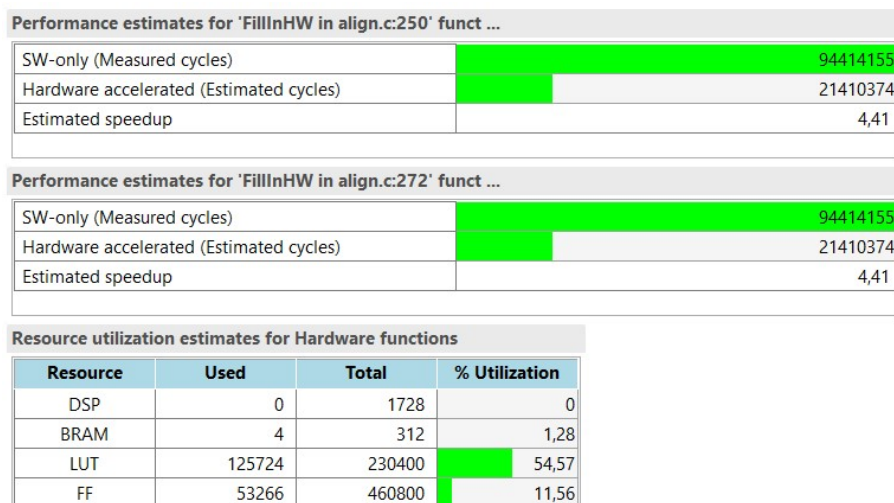 Performance estimates for 'FillInHW in align.c:250' funct ...
SW-only (Measured cycles) 94414155
Hardware accelerated (Estimated cycles) 21410374
Estimated speedup 4,41
Performance estimates for 'FillInHW in align.c:272' funct ...
SW-only (Measured cycles) 94414155
Hardware accelerated (Estimated cycles) 21410374
Estimated speedup 4,41
Resource utilization estimates for Hardware functions
Resource Used Total % Utilization
DSP 0 1728 0
BRAM 4 312 1,28
LUT 125724 230400 54,57
FF 53266 460800 11,56